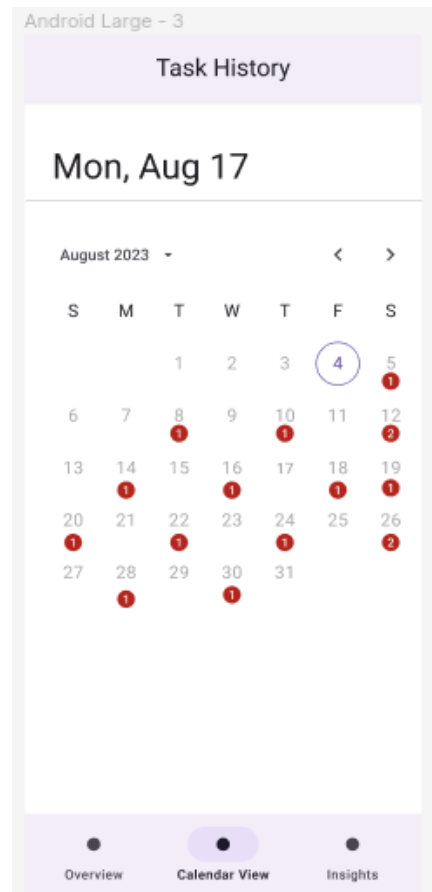 Android Large - 3
Task History
Mon, Aug 17
August 2023
S M T W T F S
1 2 3 4 5
1
6 7 8 9 10 11 12
1 1 2
13 14 15 16 17 18 19
1 1 1 1
20 21 22 23 24 25 26
1 1 1 2
27 28 29 30 31
1 1
Overview Calendar View Insights